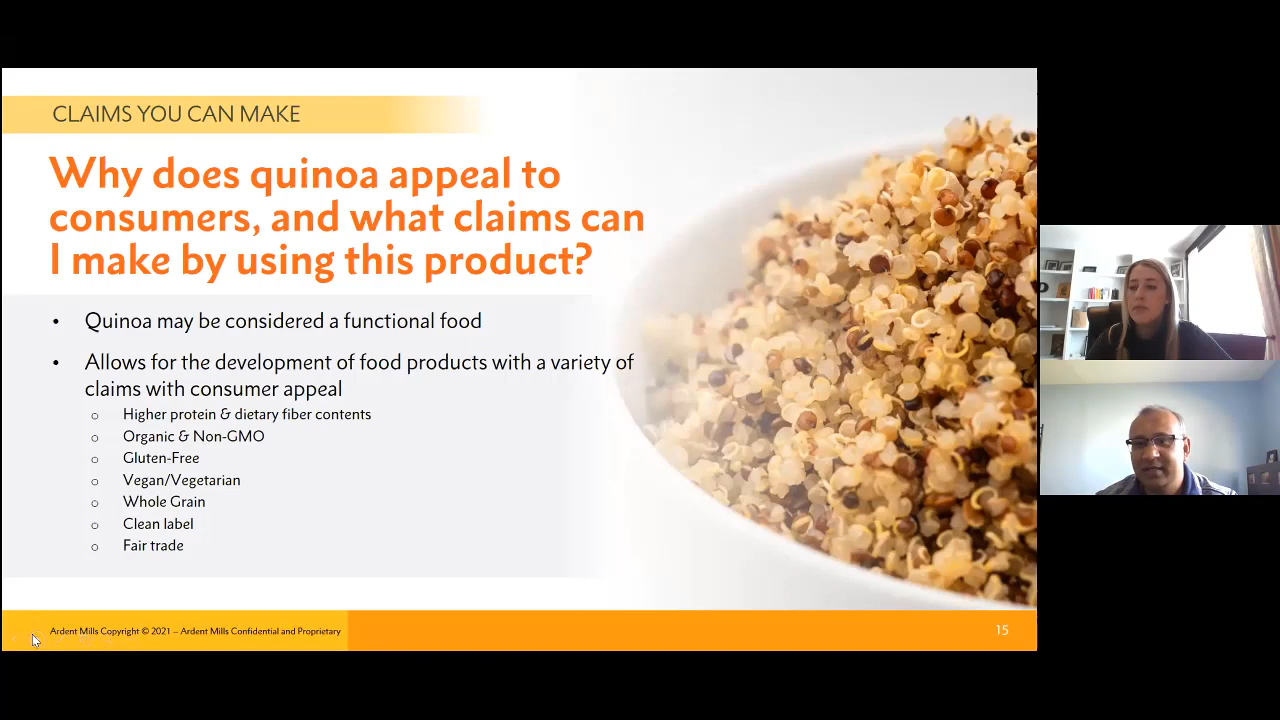 CLAIMS YOU CAN MAKE
Why does quinoa appeal to
consumers, and what claims can
I make by using this product?
• Quinoa may be considered a functional food
• Allows for the development of food products with a variety of
claims with consumer appeal
o Higher protein & dietary fiber contents
o Organic & Non-GMO
o Gluten-Free
o Vegan/Vegetarian
o Whole Grain
o Clean label
o Fair trade
Ardent Mills Copyright © 2021 – Ardent Mills Confidential and Proprietary
15